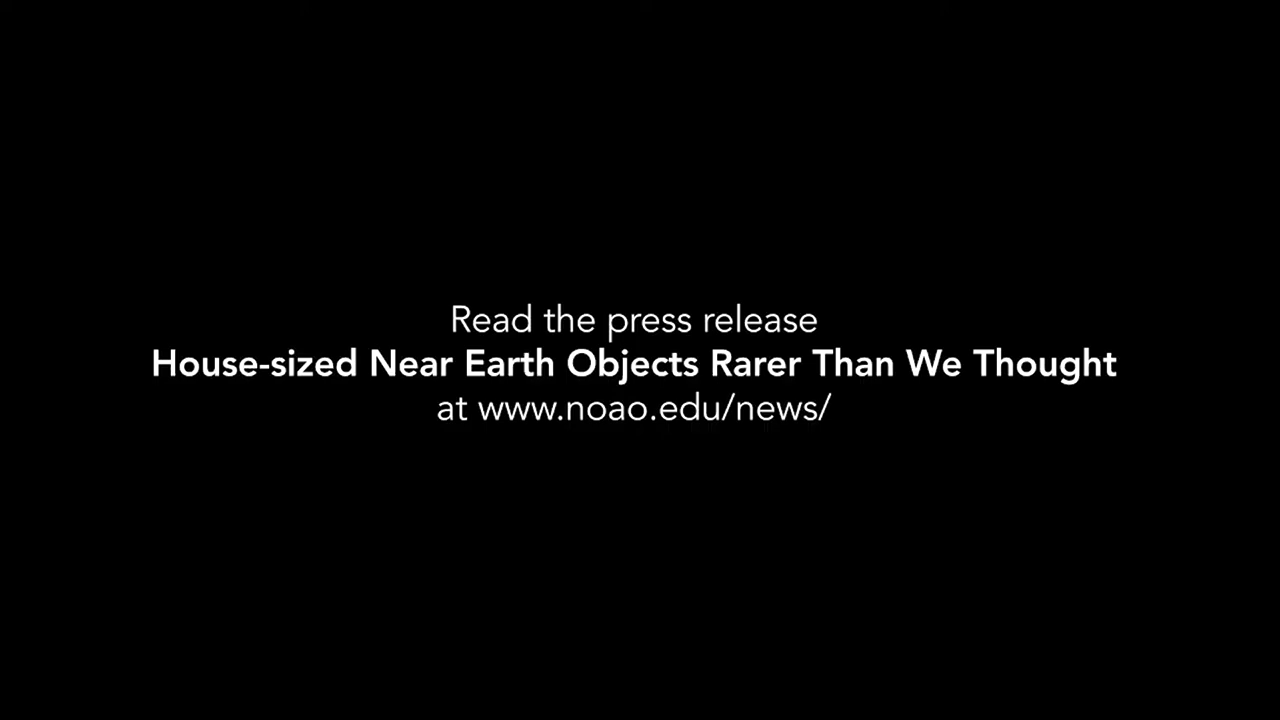 Read the press release
House-sized Near Earth Objects Rarer Than We Thought
at www.noao.edu/news/